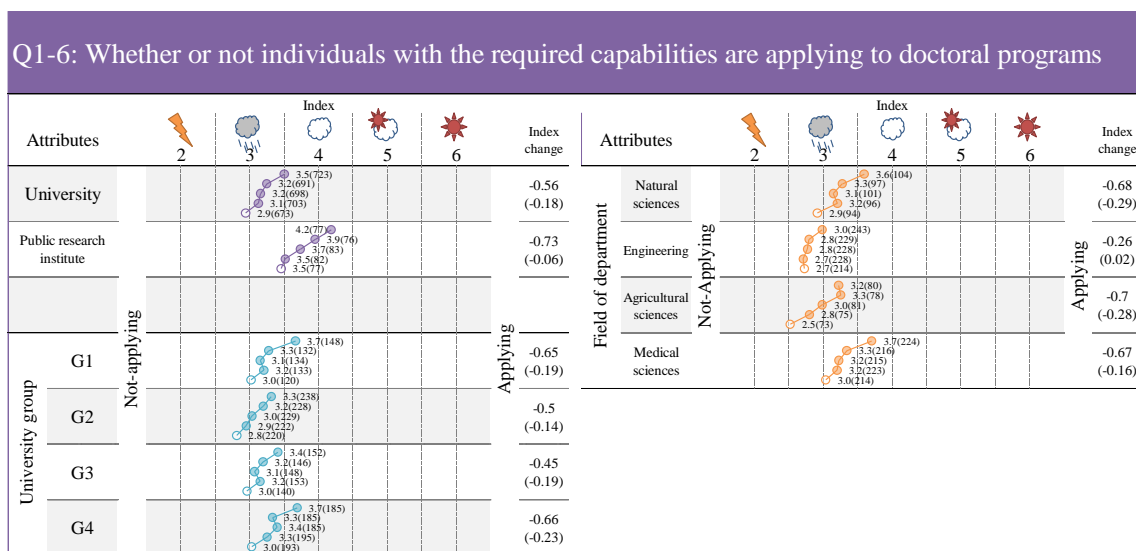 Q1-6: Whether or not individuals with the required capabilities are applying to doctoral programs
Attributes
Index
2 3 4 5 6
Index
change
Not-applying
Applying
University
3.5(723)
3.2(691)
3.2(698)
3.1(703)
2.9(673)
-0.56
(-0.18)
Public research
institute
4.2(77)
3.9(76)
3.7(83)
3.5(82)
3.5(77)
-0.73
(-0.06)
University group
G1
3.7(148)
3.3(132)
3.1(134)
3.2(133)
3.0(120)
-0.65
(-0.19)
G2
3.3(238)
3.2(228)
3.0(229)
2.9(222)
2.8(220)
-0.5
(-0.14)
G3
3.4(152)
3.2(146)
3.1(148)
3.2(153)
3.0(140)
-0.45
(-0.19)
G4
3.7(185)
3.3(185)
3.4(185)
3.3(195)
3.0(193)
-0.66
(-0.23)
Attributes
Index
2 3 4 5 6
Index
change
Field of department
Not-Applying
Applying
Natural
sciences
3.6(104)
3.3(97)
3.1(101)
3.2(96)
2.9(94)
-0.68
(-0.29)
Engineering
3.0(243)
2.8(229)
2.8(228)
2.7(228)
2.7(214)
-0.26
(0.02)
Agricultural
sciences
3.2(80)
3.3(78)
3.0(81)
2.8(75)
2.5(73)
-0.7
(-0.28)
Medical
sciences
3.7(224)
3.3(216)
3.2(215)
3.2(223)
3.0(214)
-0.67
(-0.16)